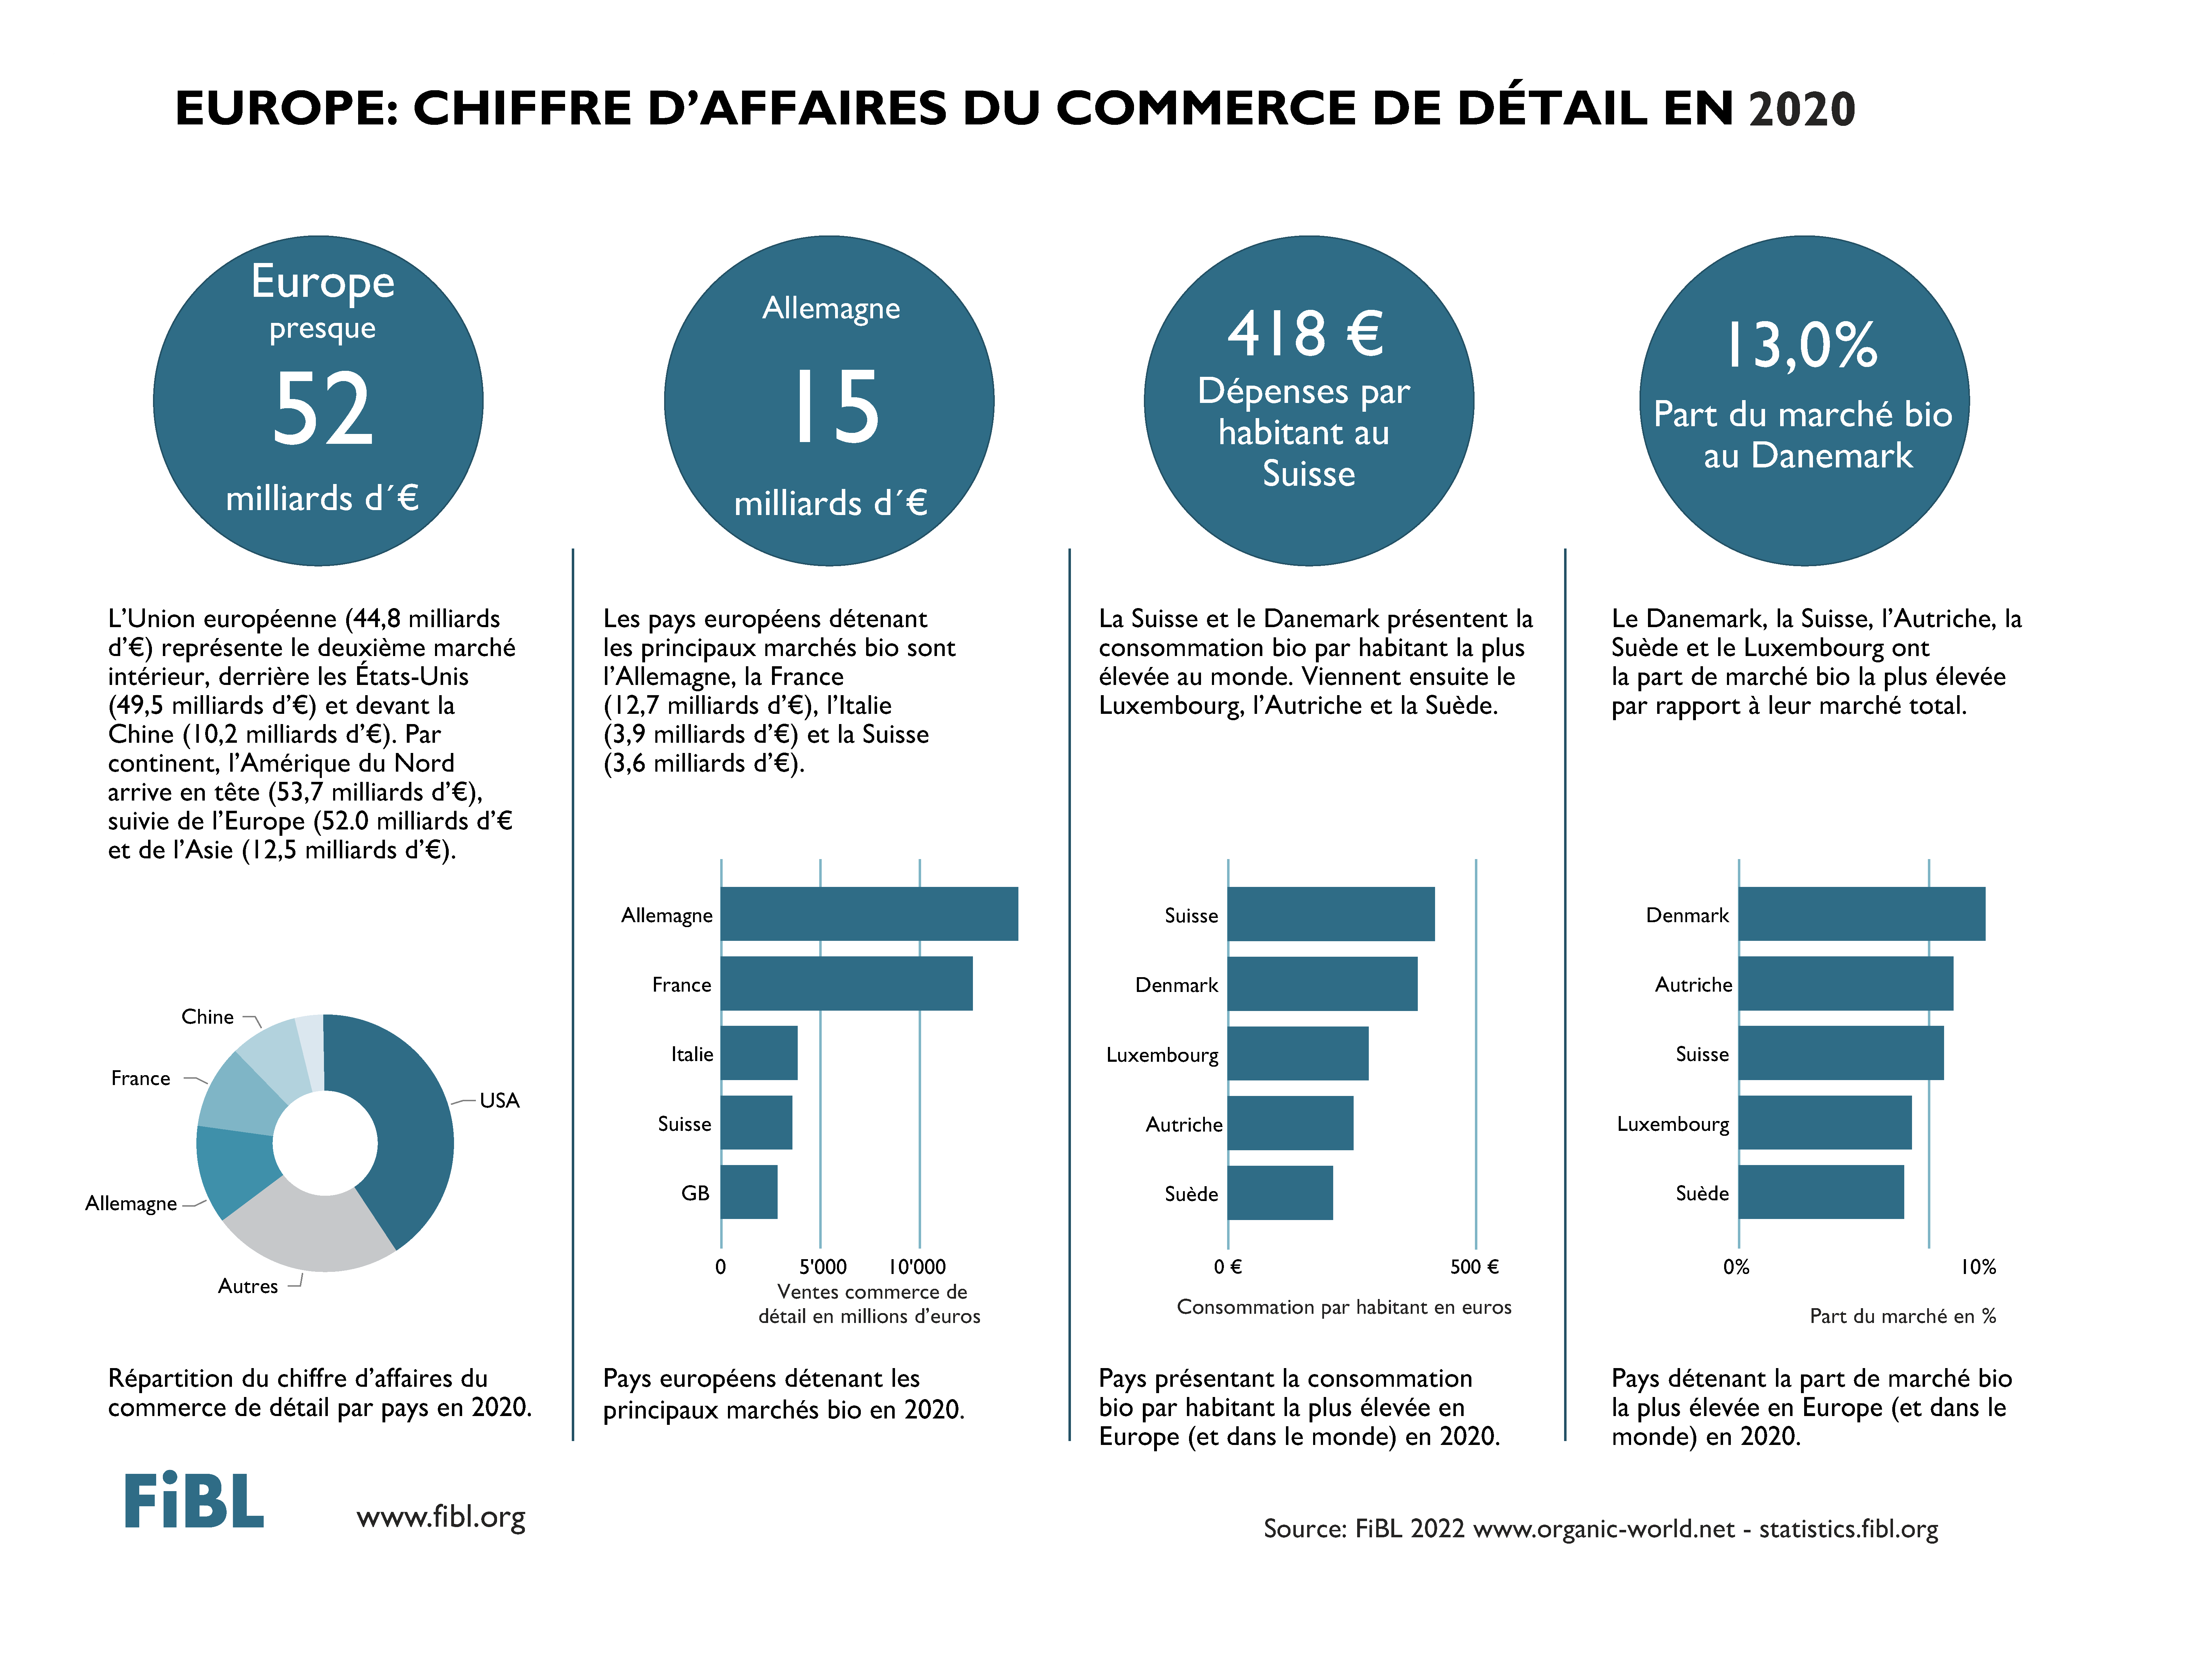 EUROPE: CHIFFRE D’AFFAIRES DU COMMERCE DE DÉTAIL EN 2020
Europe
presque
52
milliards d´€
Allemagne
15
milliards d´€
418 €
Dépenses par
habitant au
Suisse
13,0%
Part du marché bio
au Danemark
L’Union européenne (44,8 milliards
d’€) représente le deuxième marché
intérieur, derrière les États-Unis
(49,5 milliards d’€) et devant la
Chine (10,2 milliards d’€). Par
continent, l’Amérique du Nord
arrive en tête (53,7 milliards d’€),
suivie de l’Europe (52.0 milliards d’€
et de l’Asie (12,5 milliards d’€).
Chine
France
USA
Allemagne
Autres
Répartition du chiffre d’affaires du
commerce de détail par pays en 2020.
Les pays européens détenant
les principaux marchés bio sont
l’Allemagne, la France
(12,7 milliards d’€), l’Italie
(3,9 milliards d’€) et la Suisse
(3,6 milliards d’€).
Allemagne
France
Italie
Suisse
GB
0 5'000 10'000
Ventes commerce de
détail en millions d’euros
Pays européens détenant les
principaux marchés bio en 2020.
La Suisse et le Danemark présentent la
consommation bio par habitant la plus
élevée au monde. Viennent ensuite le
Luxembourg, l’Autriche et la Suède.
Suisse
Denmark
Luxembourg
Autriche
Suède
0 € 500 €
Consommation par habitant en euros
Pays présentant la consommation
bio par habitant la plus élevée en
Europe (et dans le monde) en 2020.
Le Danemark, la Suisse, l’Autriche, la
Suède et le Luxembourg ont
la part de marché bio la plus élevée
par rapport à leur marché total.
Denmark
Autriche
Suisse
Luxembourg
Suède
0% 10%
Part du marché en %
Pays détenant la part de marché bio
la plus élevée en Europe (et dans le
monde) en 2020.
FiBL
www.fibl.org
Source: FiBL 2022 www.organic-world.net - statistics.fibl.org